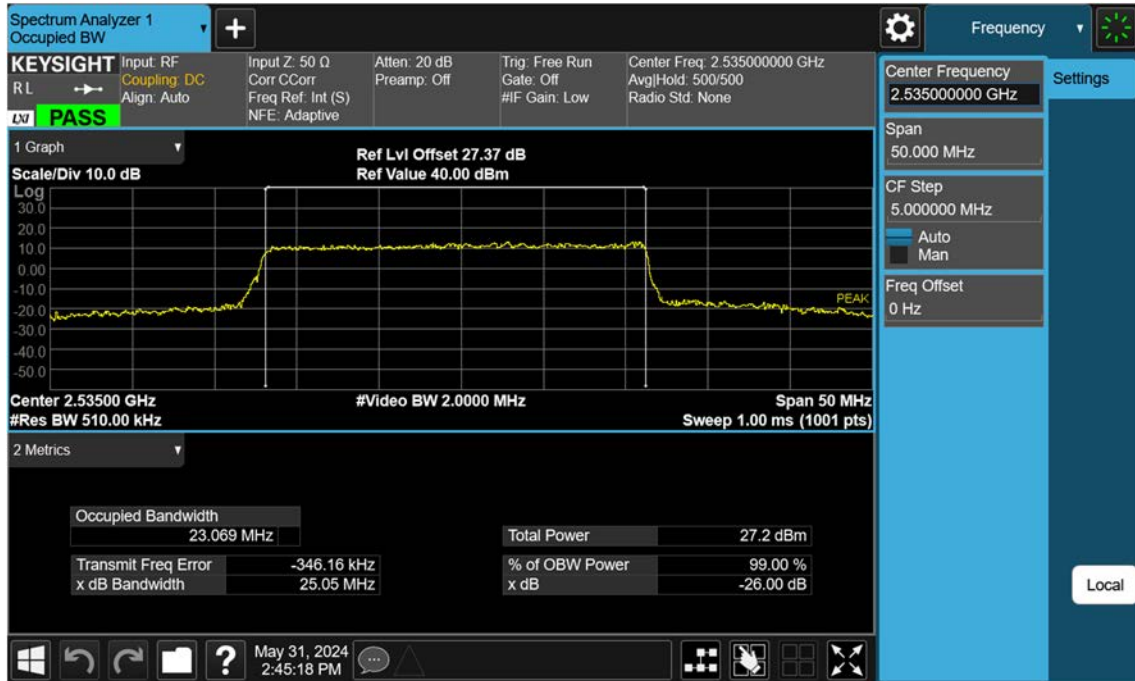 Spectrum Analyzer 1
Occupied BW
+
Frequency
KEYSIGHT
RL
LXI PASS
Input: RF
Coupling: DC
Align: Auto
Input Z: 50 Ω
Corr CCorr
Freq Ref: Int (S)
NFE: Adaptive
Atten: 20 dB
Preamp: Off
Trig: Free Run
Gate: Off
#IF Gain: Low
Center Freq: 2.535000000 GHz
Avg|Hold: 500/500
Radio Std: None
1 Graph
Scale/Div 10.0 dB
Ref Lvl Offset 27.37 dB
Ref Value 40.00 dBm
Log
30.0
20.0
10.0
0.00
-10.0
-20.0
-30.0
-40.0
-50.0
PEAK
Center 2.53500 GHz
#Video BW 2.0000 MHz
Span 50 MHz
#Res BW 510.00 kHz
Sweep 1.00 ms (1001 pts)
2 Metrics
Occupied Bandwidth
23.069 MHz
Total Power 27.2 dBm
Transmit Freq Error -346.16 kHz
% of OBW Power 99.00 %
x dB Bandwidth 25.05 MHz
x dB -26.00 dB
?
May 31, 2024
2:45:18 PM
Center Frequency
2.535000000 GHz
Settings
Span
50.000 MHz
CF Step
5.000000 MHz
Auto
Man
Freq Offset
0 Hz
Local